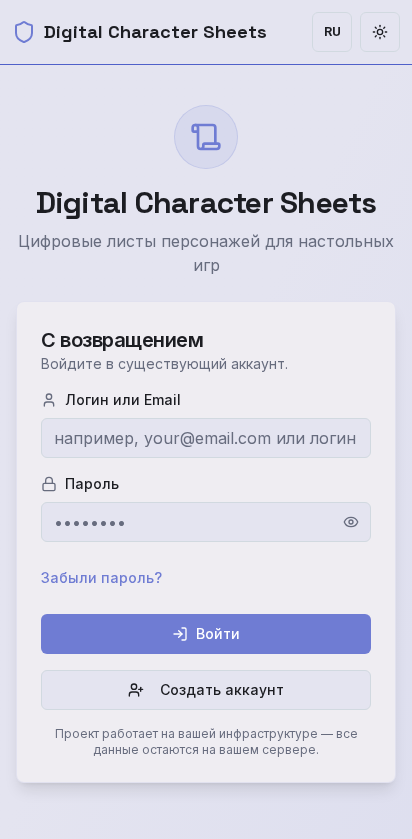 Digital Character Sheets
RU
Digital Character Sheets
Цифровые листы персонажей для настольных
игр
С возвращением
Войдите в существующий аккаунт.
Логин или Email
например, your@email.com или логин
Пароль
••••••••
Забыли пароль?
Войти
Создать аккаунт
Проект работает на вашей инфраструктуре — все
данные остаются на вашем сервере.